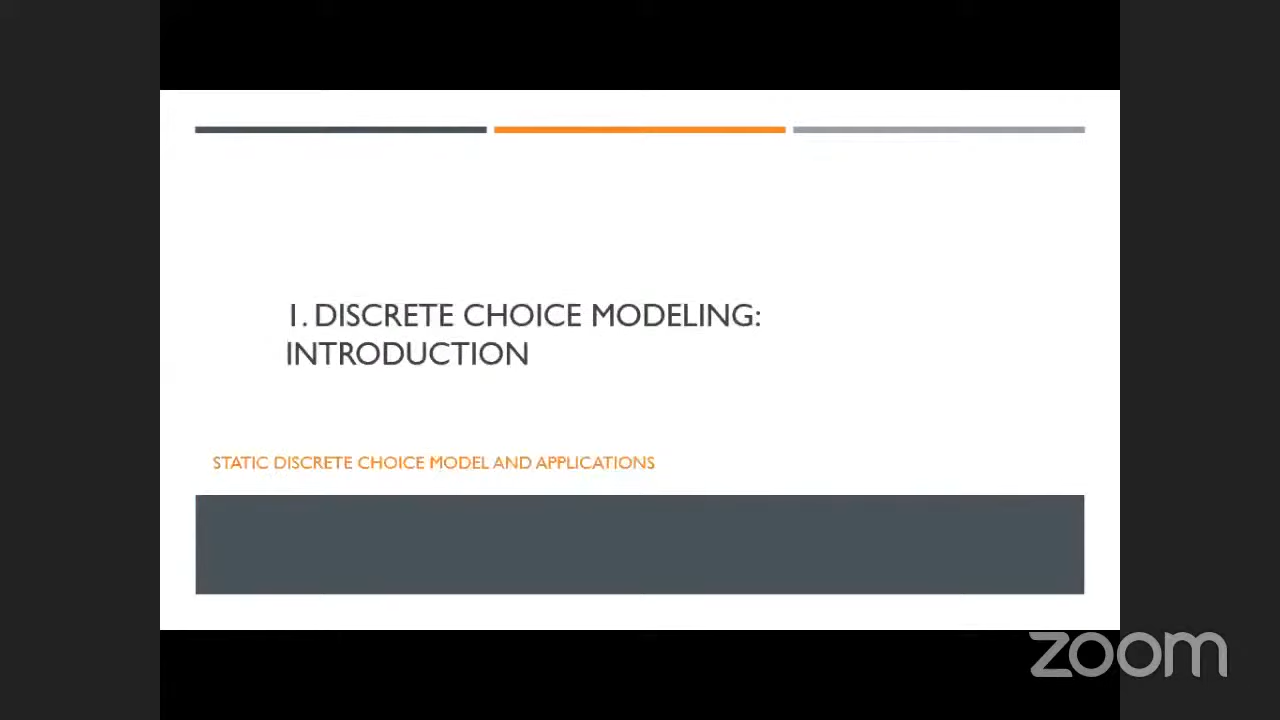 1. DISCRETE CHOICE MODELING:
INTRODUCTION
STATIC DISCRETE CHOICE MODEL AND APPLICATIONS
zoom